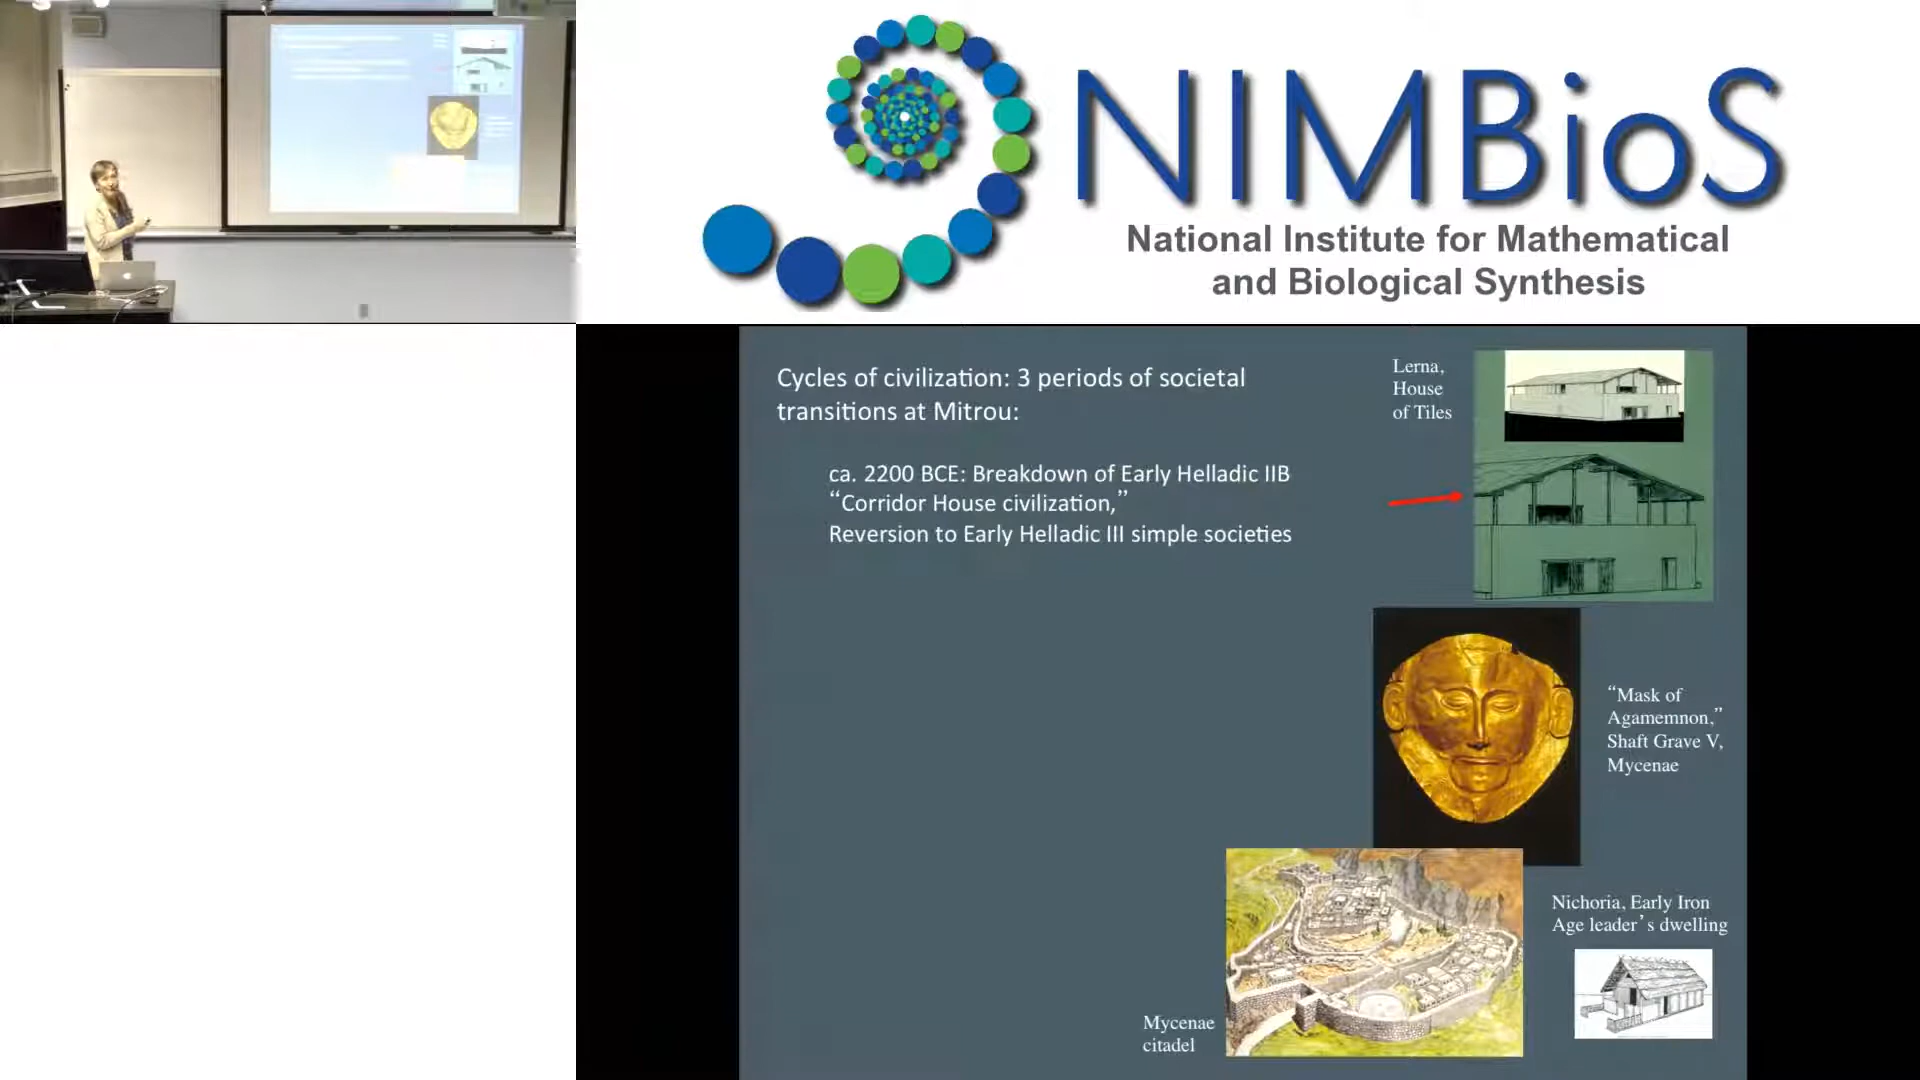 NIMBioS
National Institute for Mathematical
and Biological Synthesis
Cycles of civilization: 3 periods of societal
transitions at Mitrou:
ca. 2200 BCE: Breakdown of Early Helladic IIB
“Corridor House civilization,”
Reversion to Early Helladic III simple societies
Lerna,
House
of Tiles
“Mask of
Agamemnon,”
Shaft Grave V,
Mycenae
Nichoria, Early Iron
Age leader’s dwelling
Mycenae
citadel